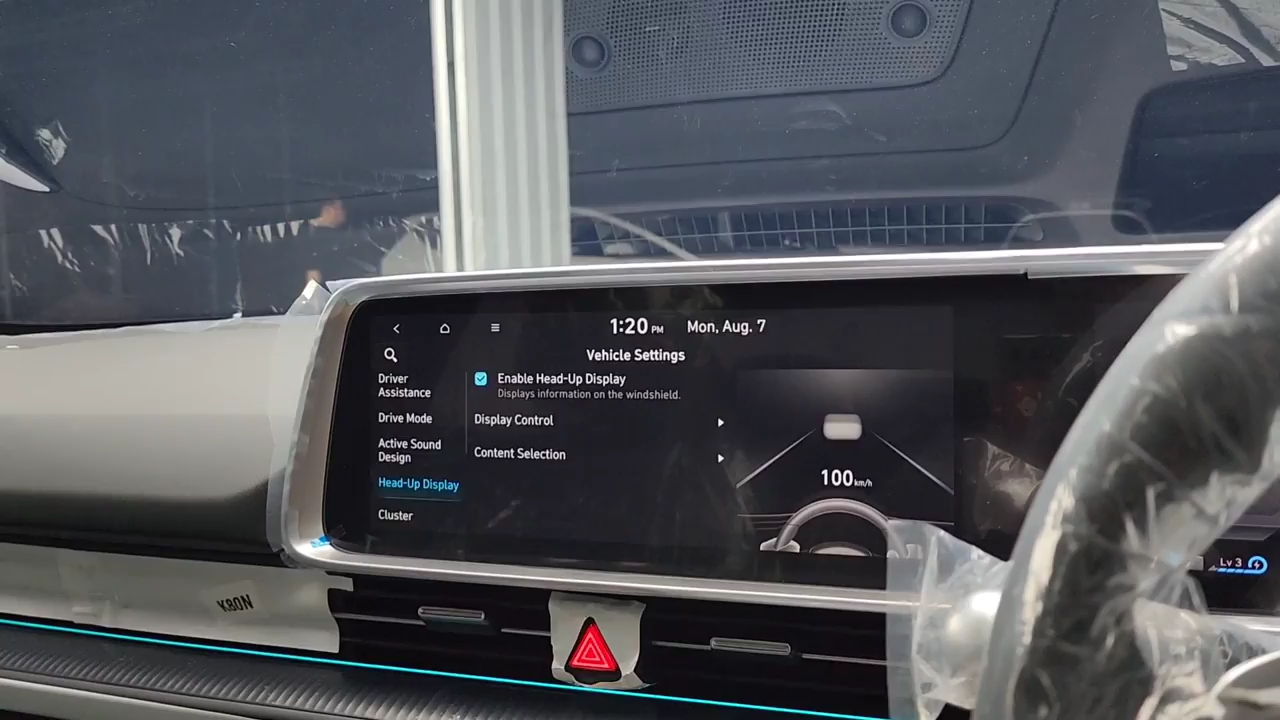 1:20 PM Mon, Aug. 7
Vehicle Settings
Driver
Assistance
Drive Mode
Active Sound
Design
Head-Up Display
Cluster
Enable Head-Up Display
Displays information on the windshield.
Display Control
Content Selection
100 km/h
Lv 3
K80N